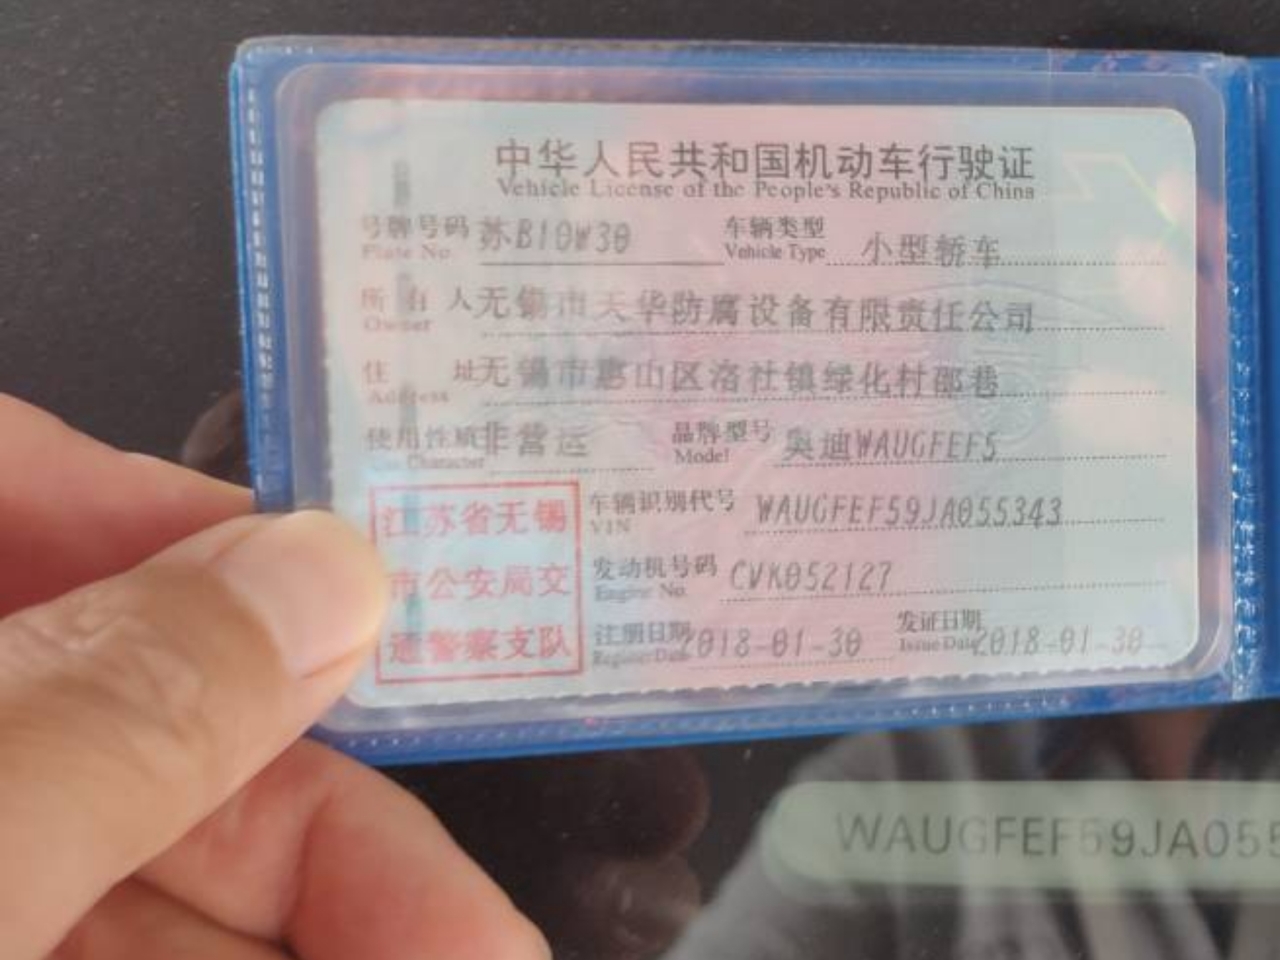 中华人民共和国机动车行驶证
Vehicle License of the People's Republic of China
号牌号码 苏B10W30 车辆类型 小型轿车
Plate No. Vehicle Type
所有人 无锡市天华防腐设备有限责任公司
Owner
住址 无锡市惠山区洛社镇绿化村邵巷
Address
使用性质 非营运 品牌型号 奥迪WAUGFEF5
Use Character Model
江苏省无锡
市公安局交
通警察支队
车辆识别代号 WAUGFEF59JA055343
VIN
发动机号码 CVK052127
Engine No.
注册日期 2018-01-30 发证日期 2018-01-30
Register Date Issue Date
WAUGFEF59JA055